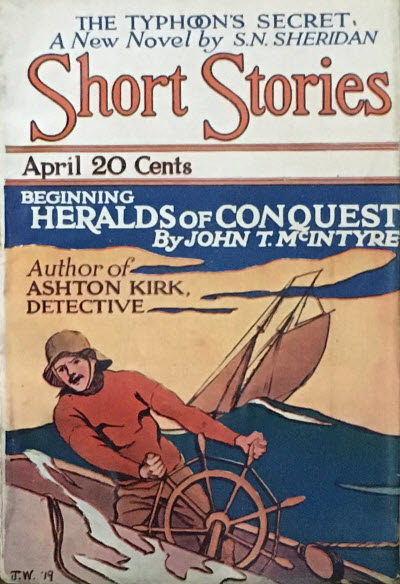 THE TYPHOON'S SECRET,
A New Novel by S.N. SHERIDAN
Short Stories
April 20 Cents
BEGINNING
HERALDS OF CONQUEST
By JOHN T. McINTYRE
Author of
ASHTON KIRK,
DETECTIVE
J.W. '19